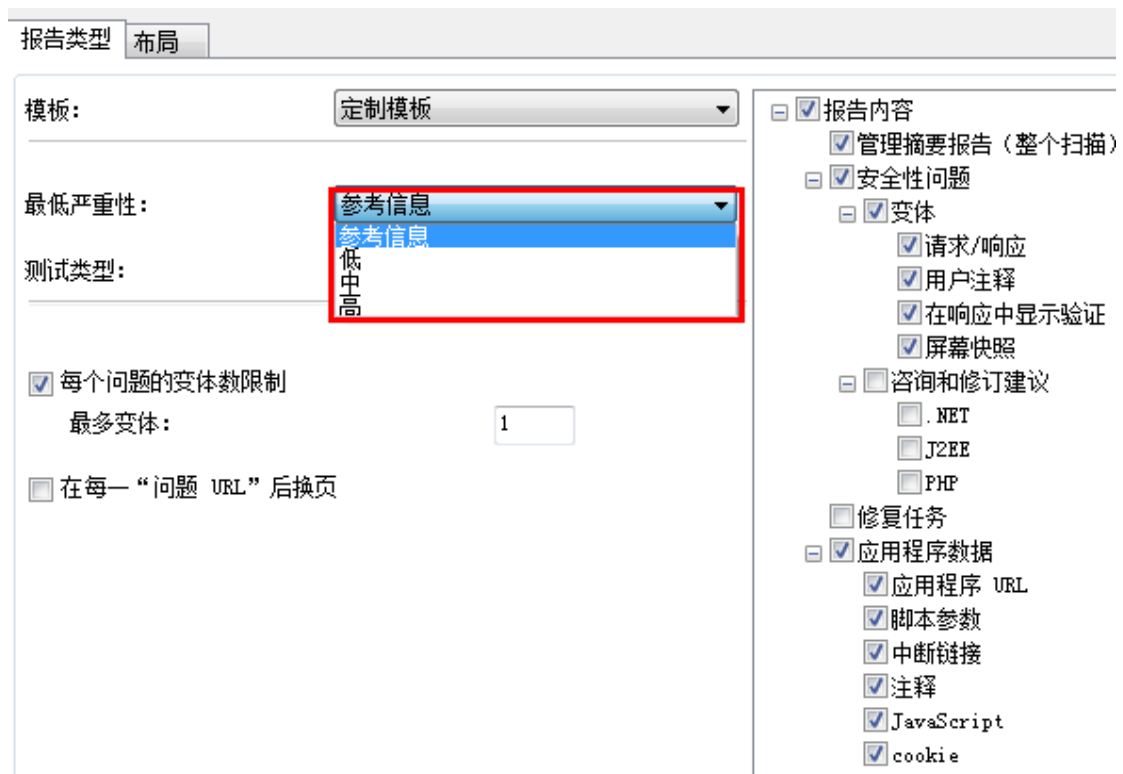 报告类型 布局
模板: 定制模板
最低严重性: 参考信息
参考信息
低
中
高
测试类型:
每个问题的变体数限制
最多变体: 1
在每一“问题 URL”后换页
报告内容
管理摘要报告(整个扫描)
安全性问题
变体
请求/响应
用户注释
在响应中显示验证
屏幕快照
咨询和修订建议
.NET
J2EE
PHP
修复任务
应用程序数据
应用程序 URL
脚本参数
中断链接
注释
JavaScript
cookie